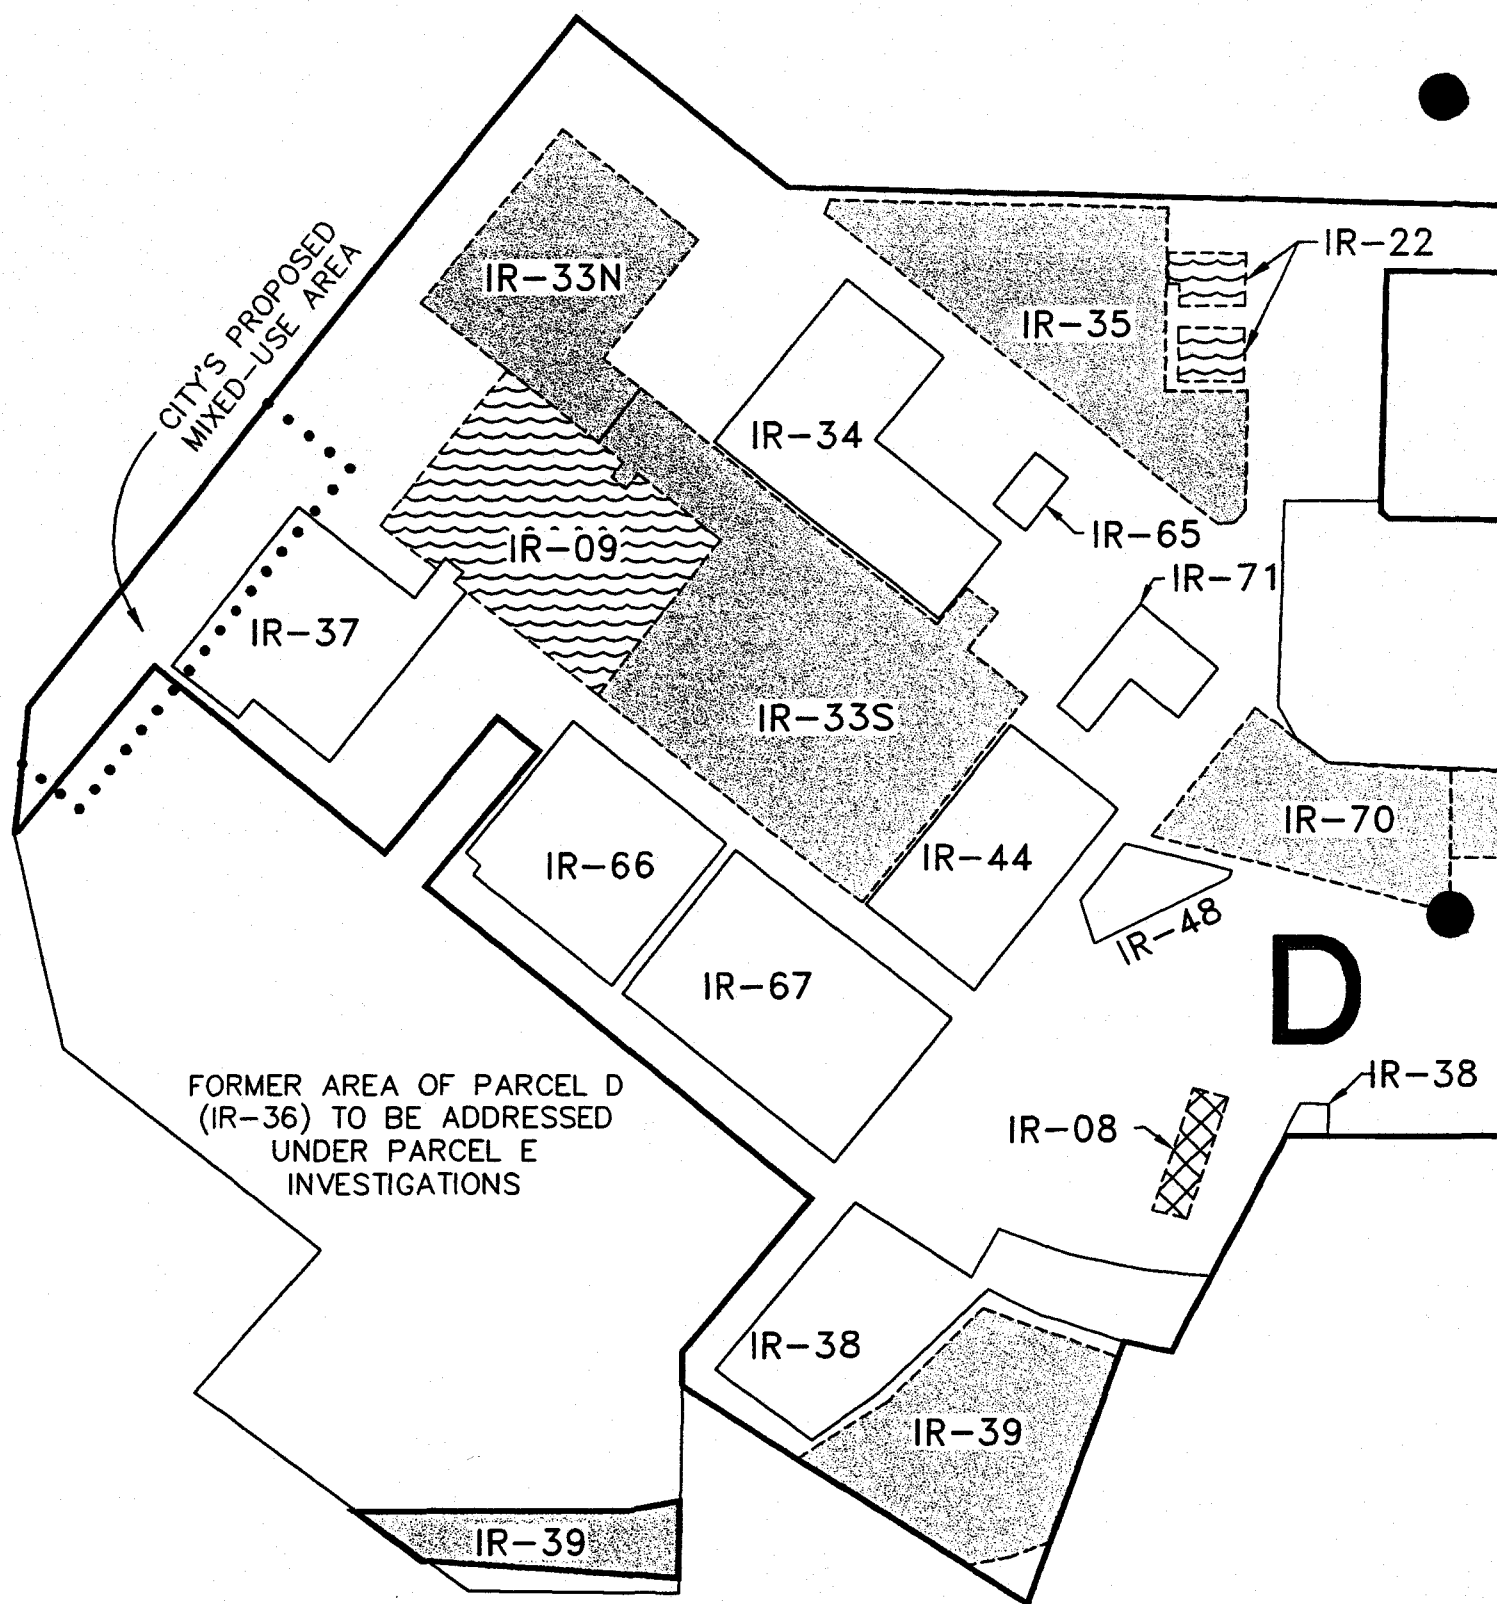 IR-22
CITY'S PROPOSED
MIXED-USE AREA
IR-33N
IR-35
IR-34
IR-65
IR-09
IR-71
IR-37
IR-33S
IR-70
IR-66
IR-44
IR-48
IR-67
D
FORMER AREA OF PARCEL D
(IR-36) TO BE ADDRESSED
UNDER PARCEL E
INVESTIGATIONS
IR-38
IR-08
IR-38
IR-39
IR-39